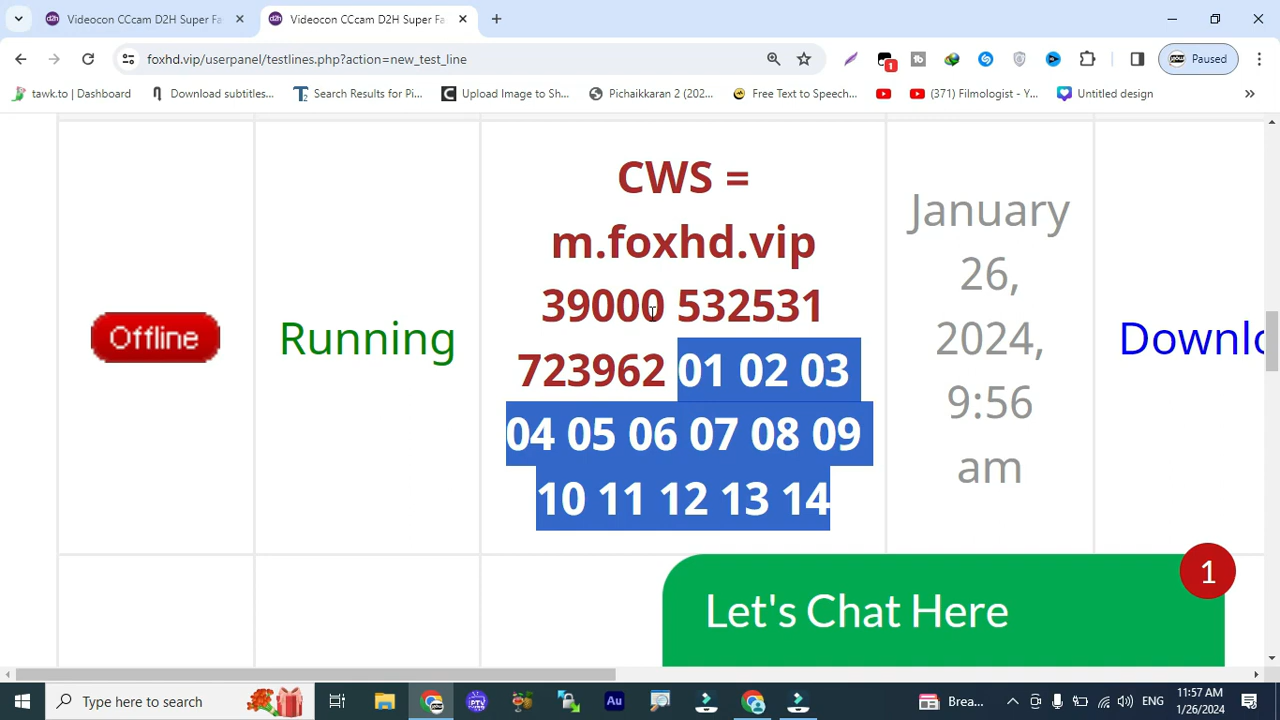 Videocon CCcam D2H Super Fa
Videocon CCcam D2H Super Fa
foxhd.vip/userpanel/testlines.php?action=new_test_line
1
Paused
tawk.to | Dashboard
Download subtitles...
Search Results for Pi...
Upload Image to Sh...
Pichaikkaran 2 (202...
Free Text to Speech...
(371) Filmologist - Y...
Untitled design
Offline
Running
CWS =
m.foxhd.vip
39000 532531
723962 01 02 03
04 05 06 07 08 09
10 11 12 13 14
January
26,
2024,
9:56
am
Downlo
1
Let's Chat Here
Type here to search
Au
Brea...
ENG
11:57 AM
1/26/2024